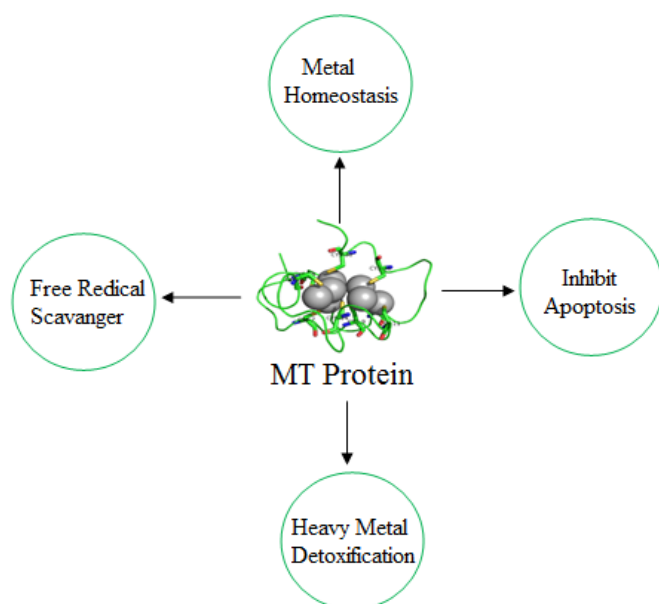 Metal
Homeostasis
Free Redical
Scavanger
Inhibit
Apoptosis
MT Protein
Heavy Metal
Detoxification